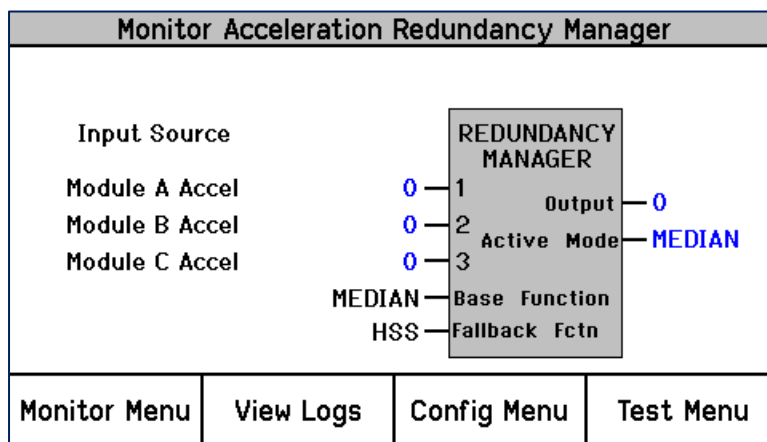 Monitor Acceleration Redundancy Manager
Input Source
REDUNDANCY
MANAGER
Module A Accel 0 1
Output 0
Module B Accel 0 2
Active Mode MEDIAN
Module C Accel 0 3
MEDIAN Base Function
HSS Fallback Fctn
Monitor Menu View Logs Config Menu Test Menu